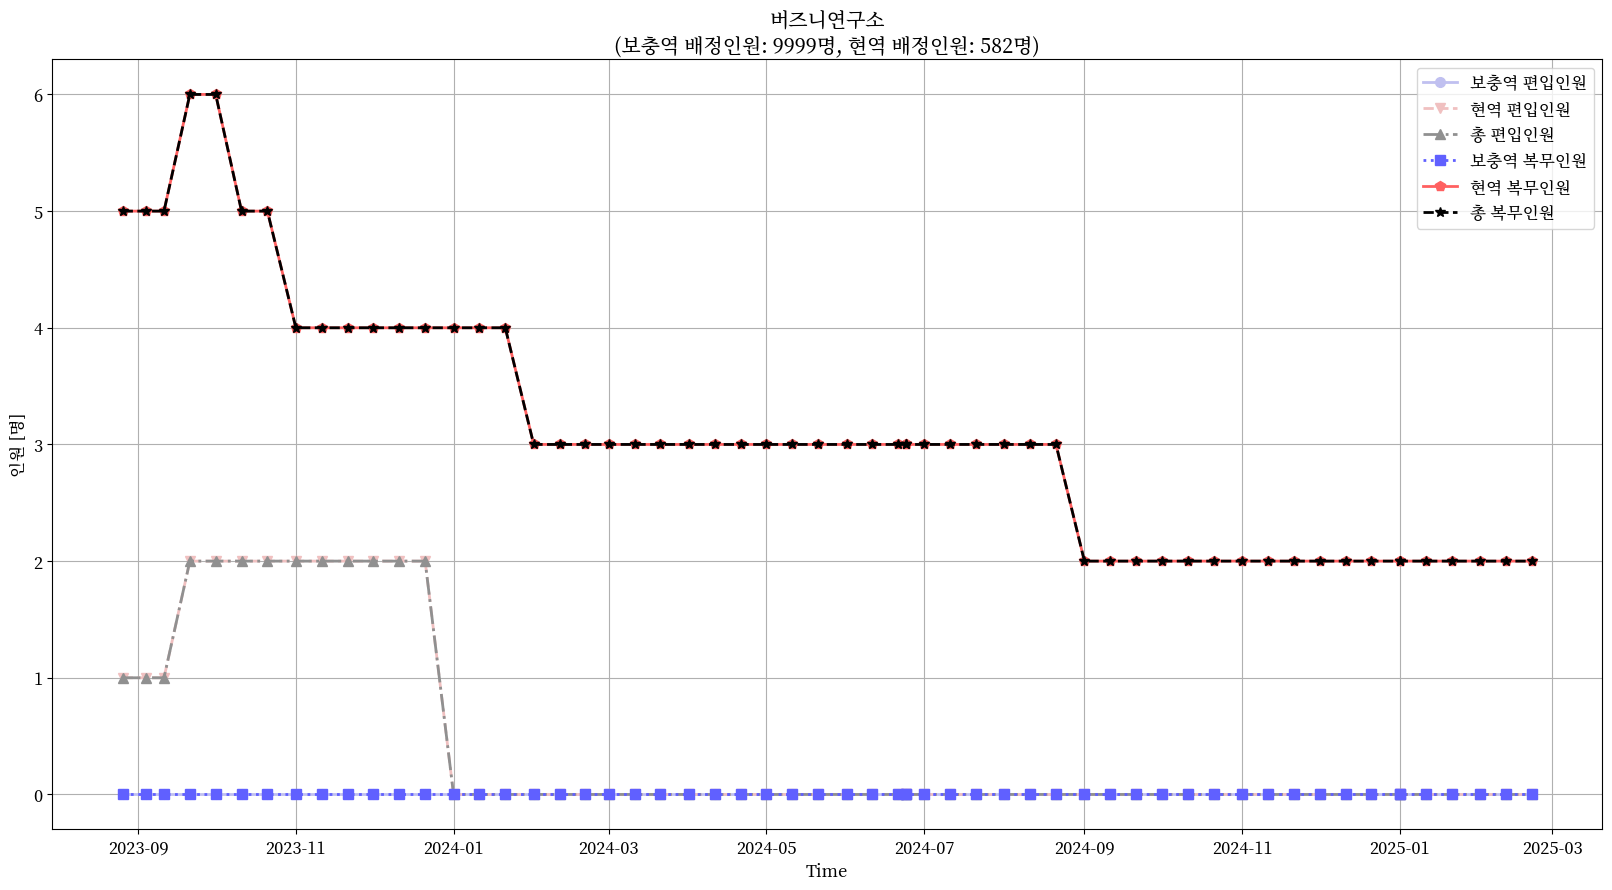 버즈니연구소
(보충역 배정인원: 9999명, 현역 배정인원: 582명)
보충역 편입인원
현역 편입인원
총 편입인원
보충역 복무인원
현역 복무인원
총 복무인원
인원 [명]
6
5
4
3
2
1
0
2023-09 2023-11 2024-01 2024-03 2024-05 2024-07 2024-09 2024-11 2025-01 2025-03
Time